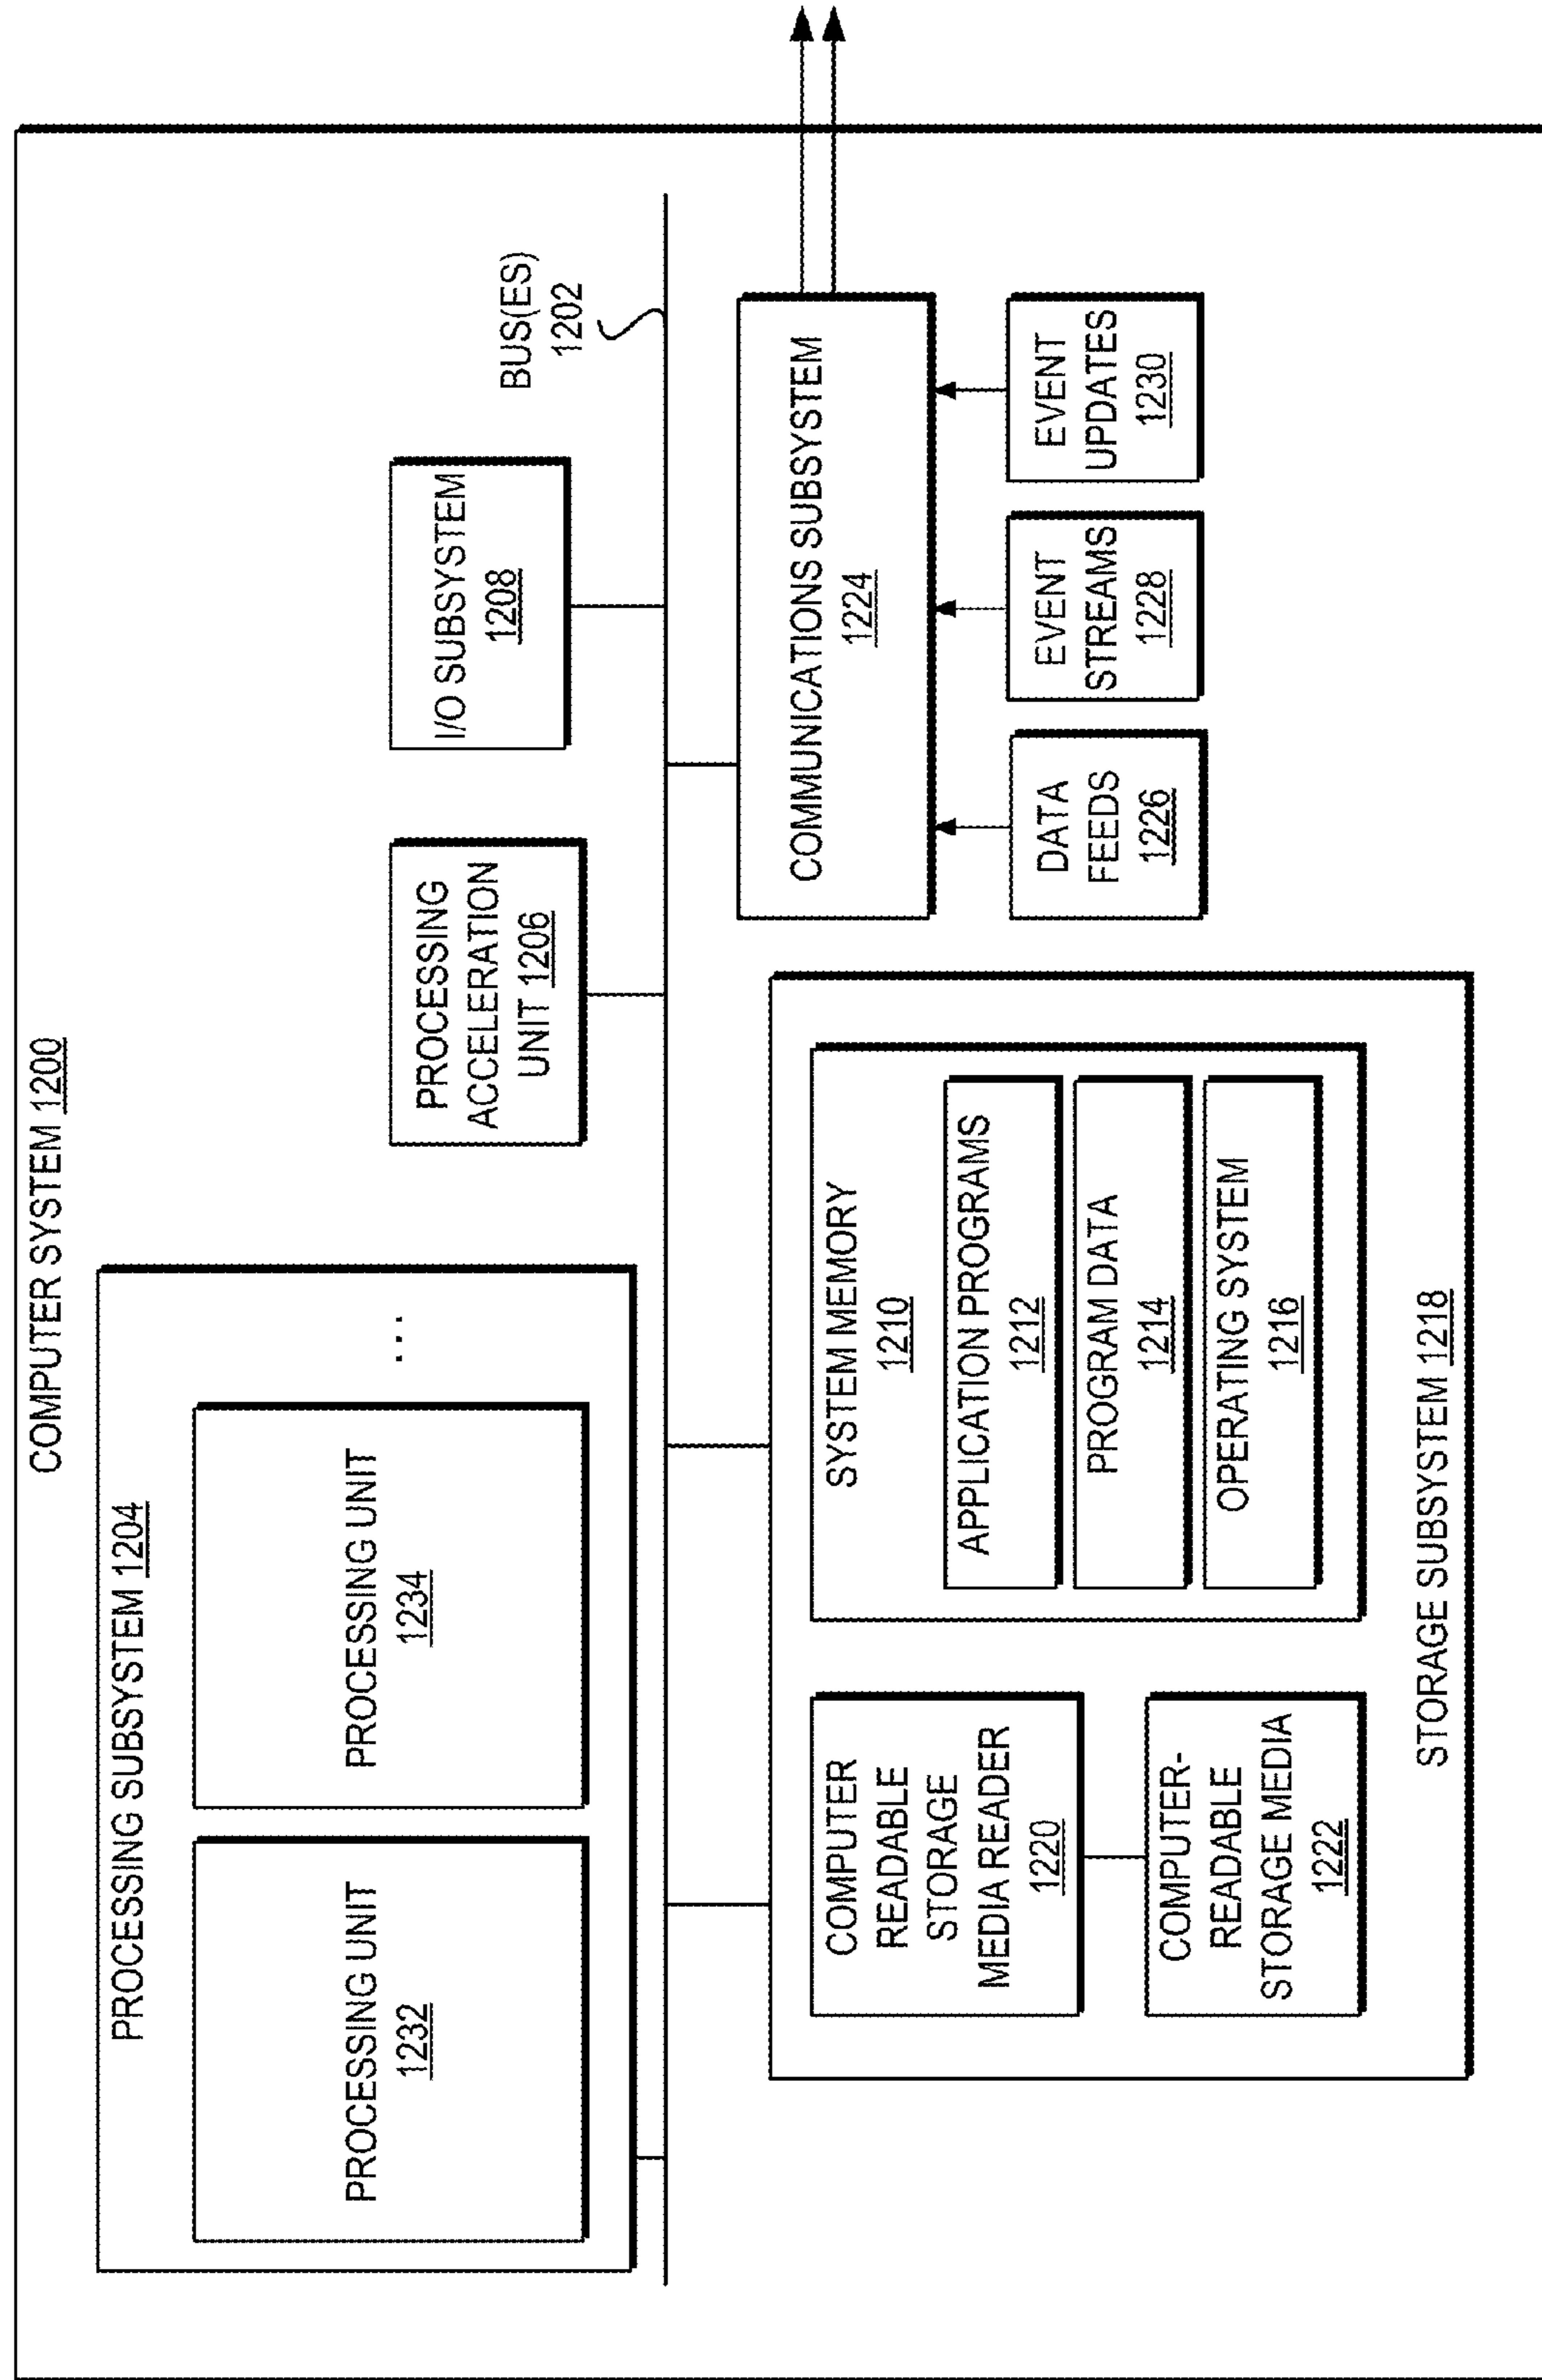 COMPUTER SYSTEM 1200
PROCESSING SUBSYSTEM 1204
PROCESSING UNIT
1232
PROCESSING UNIT
1234
...
PROCESSING
ACCELERATION
UNIT 1206
I/O SUBSYSTEM
1208
BUS(ES)
1202
COMPUTER
READABLE
STORAGE
MEDIA READER
1220
COMPUTER-
READABLE
STORAGE MEDIA
1222
SYSTEM MEMORY
1210
APPLICATION PROGRAMS
1212
PROGRAM DATA
1214
OPERATING SYSTEM
1216
STORAGE SUBSYSTEM 1218
COMMUNICATIONS SUBSYSTEM
1224
DATA
FEEDS
1226
EVENT
STREAMS
1228
EVENT
UPDATES
1230